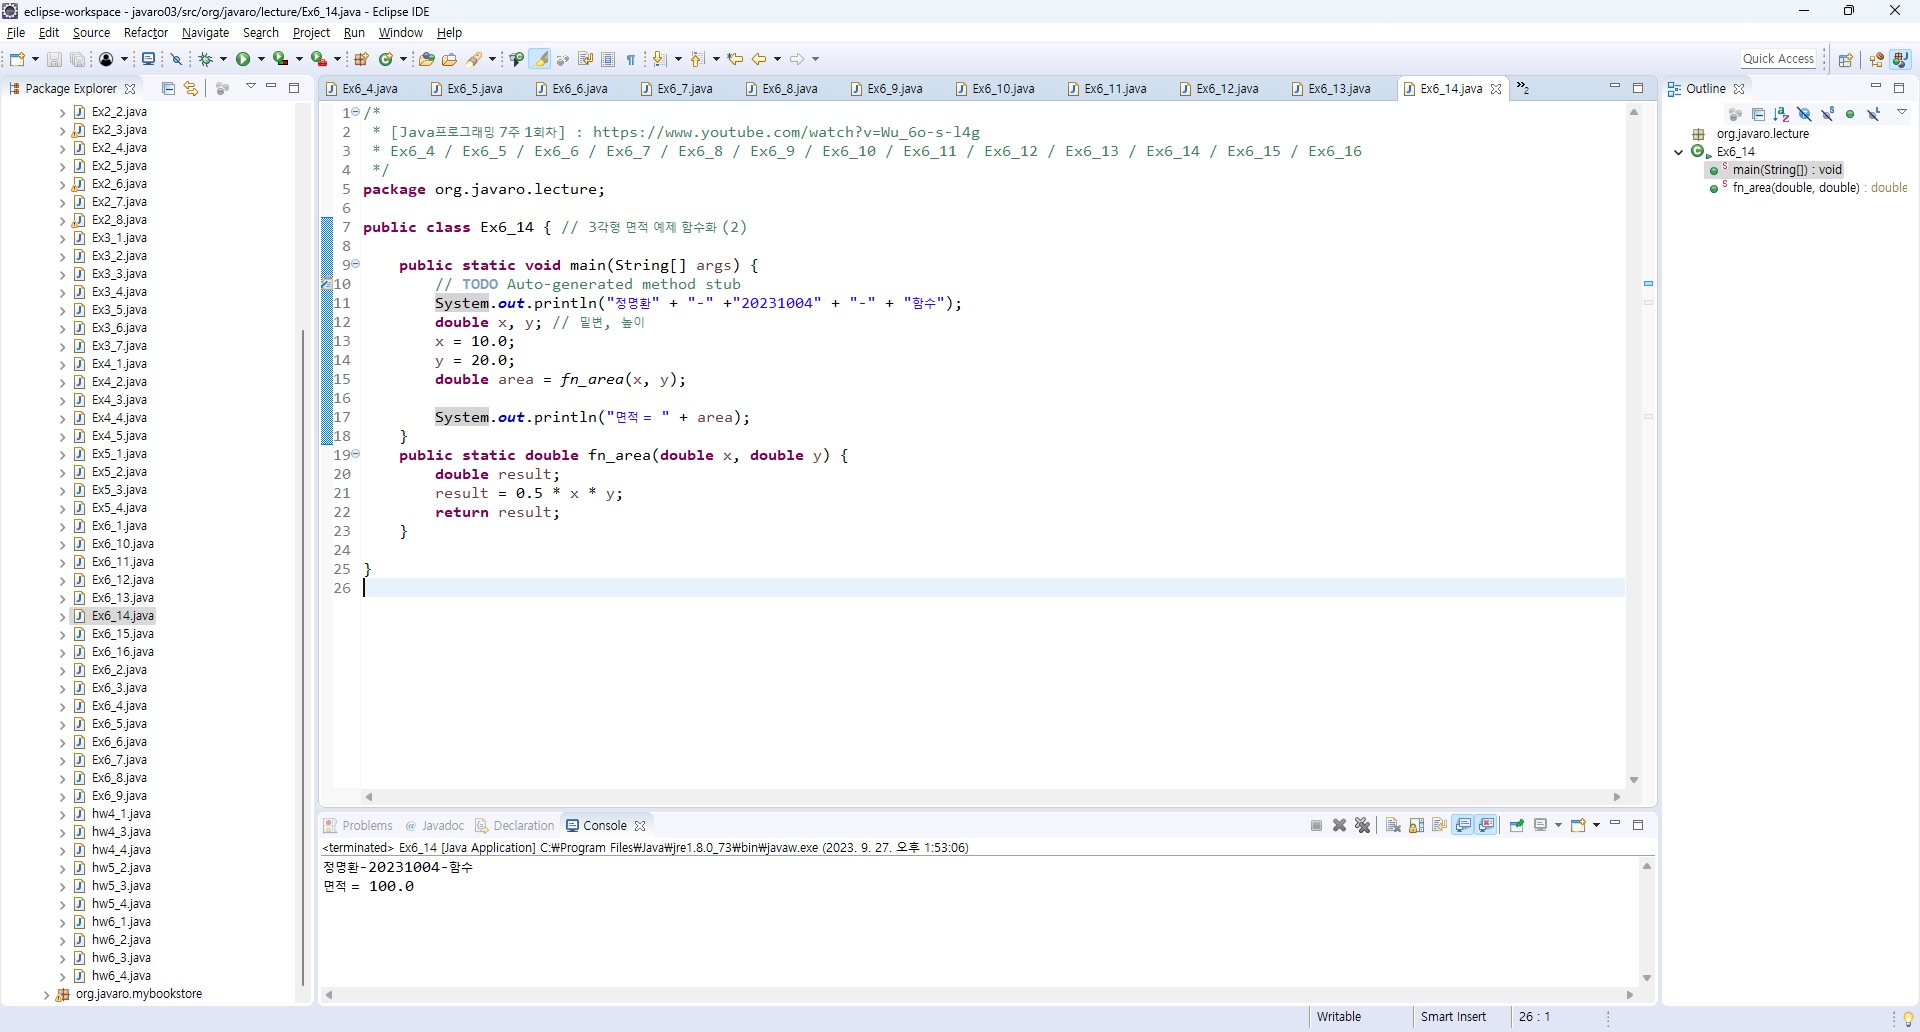 eclipse-workspace - javaro03/src/org/javaro/lecture/Ex6_14.java - Eclipse IDE
File Edit Source Refactor Navigate Search Project Run Window Help
Quick Access
Package Explorer
Ex2_2.java
Ex2_3.java
Ex2_4.java
Ex2_5.java
Ex2_6.java
Ex2_7.java
Ex2_8.java
Ex3_1.java
Ex3_2.java
Ex3_3.java
Ex3_4.java
Ex3_5.java
Ex3_6.java
Ex3_7.java
Ex4_1.java
Ex4_2.java
Ex4_3.java
Ex4_4.java
Ex4_5.java
Ex5_1.java
Ex5_2.java
Ex5_3.java
Ex5_4.java
Ex6_1.java
Ex6_10.java
Ex6_11.java
Ex6_12.java
Ex6_13.java
Ex6_14.java
Ex6_15.java
Ex6_16.java
Ex6_2.java
Ex6_3.java
Ex6_4.java
Ex6_5.java
Ex6_6.java
Ex6_7.java
Ex6_8.java
Ex6_9.java
hw4_1.java
hw4_3.java
hw4_4.java
hw5_2.java
hw5_3.java
hw5_4.java
hw6_1.java
hw6_2.java
hw6_3.java
hw6_4.java
org.javaro.mybookstore
Ex6_4.java Ex6_5.java Ex6_6.java Ex6_7.java Ex6_8.java Ex6_9.java Ex6_10.java Ex6_11.java Ex6_12.java Ex6_13.java Ex6_14.java »2
1 /*
2 * [Java프로그래밍 7주 1회차] : https://www.youtube.com/watch?v=Wu_6o-s-l4g
3 * Ex6_4 / Ex6_5 / Ex6_6 / Ex6_7 / Ex6_8 / Ex6_9 / Ex6_10 / Ex6_11 / Ex6_12 / Ex6_13 / Ex6_14 / Ex6_15 / Ex6_16
4 */
5 package org.javaro.lecture;
6
7 public class Ex6_14 { // 3각형 면적 예제 함수화 (2)
8
9 public static void main(String[] args) {
10 // TODO Auto-generated method stub
11 System.out.println("정명환" + "-" +"20231004" + "-" + "함수");
12 double x, y; // 밑변, 높이
13 x = 10.0;
14 y = 20.0;
15 double area = fn_area(x, y);
16
17 System.out.println("면적 = " + area);
18 }
19 public static double fn_area(double x, double y) {
20 double result;
21 result = 0.5 * x * y;
22 return result;
23 }
24
25 }
26
Outline
org.javaro.lecture
Ex6_14
main(String[]) : void
fn_area(double, double) : double
Problems Javadoc Declaration Console
<terminated> Ex6_14 [Java Application] C:₩Program Files₩Java₩jre1.8.0_73₩bin₩javaw.exe (2023. 9. 27. 오후 1:53:06)
정명환-20231004-함수
면적 = 100.0
Writable Smart Insert 26 : 1